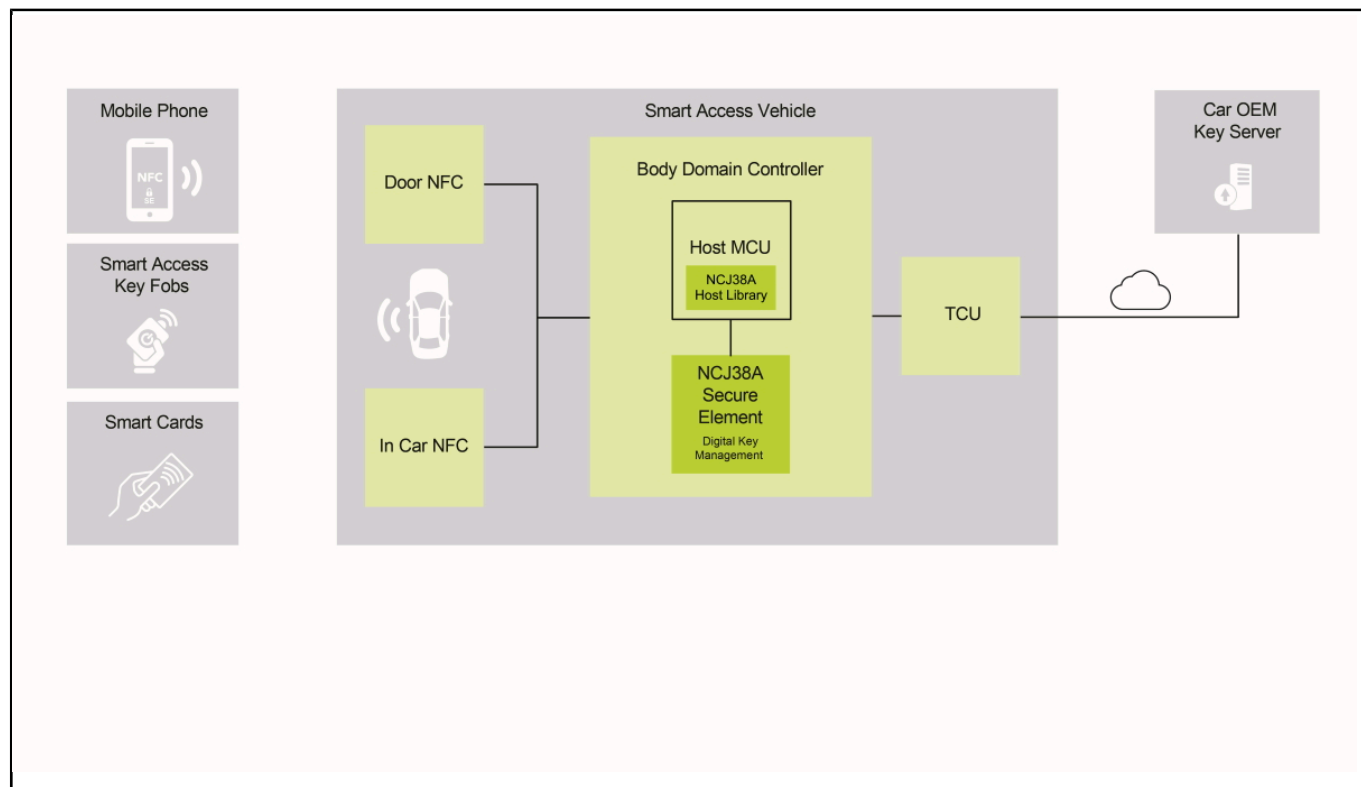 Mobile Phone
NFC
SE
Smart Access
Key Fobs
Smart Cards
Smart Access Vehicle
Door NFC
In Car NFC
Body Domain Controller
Host MCU
NCJ38A
Host Library
NCJ38A
Secure
Element
Digital Key
Management
TCU
Car OEM
Key Server